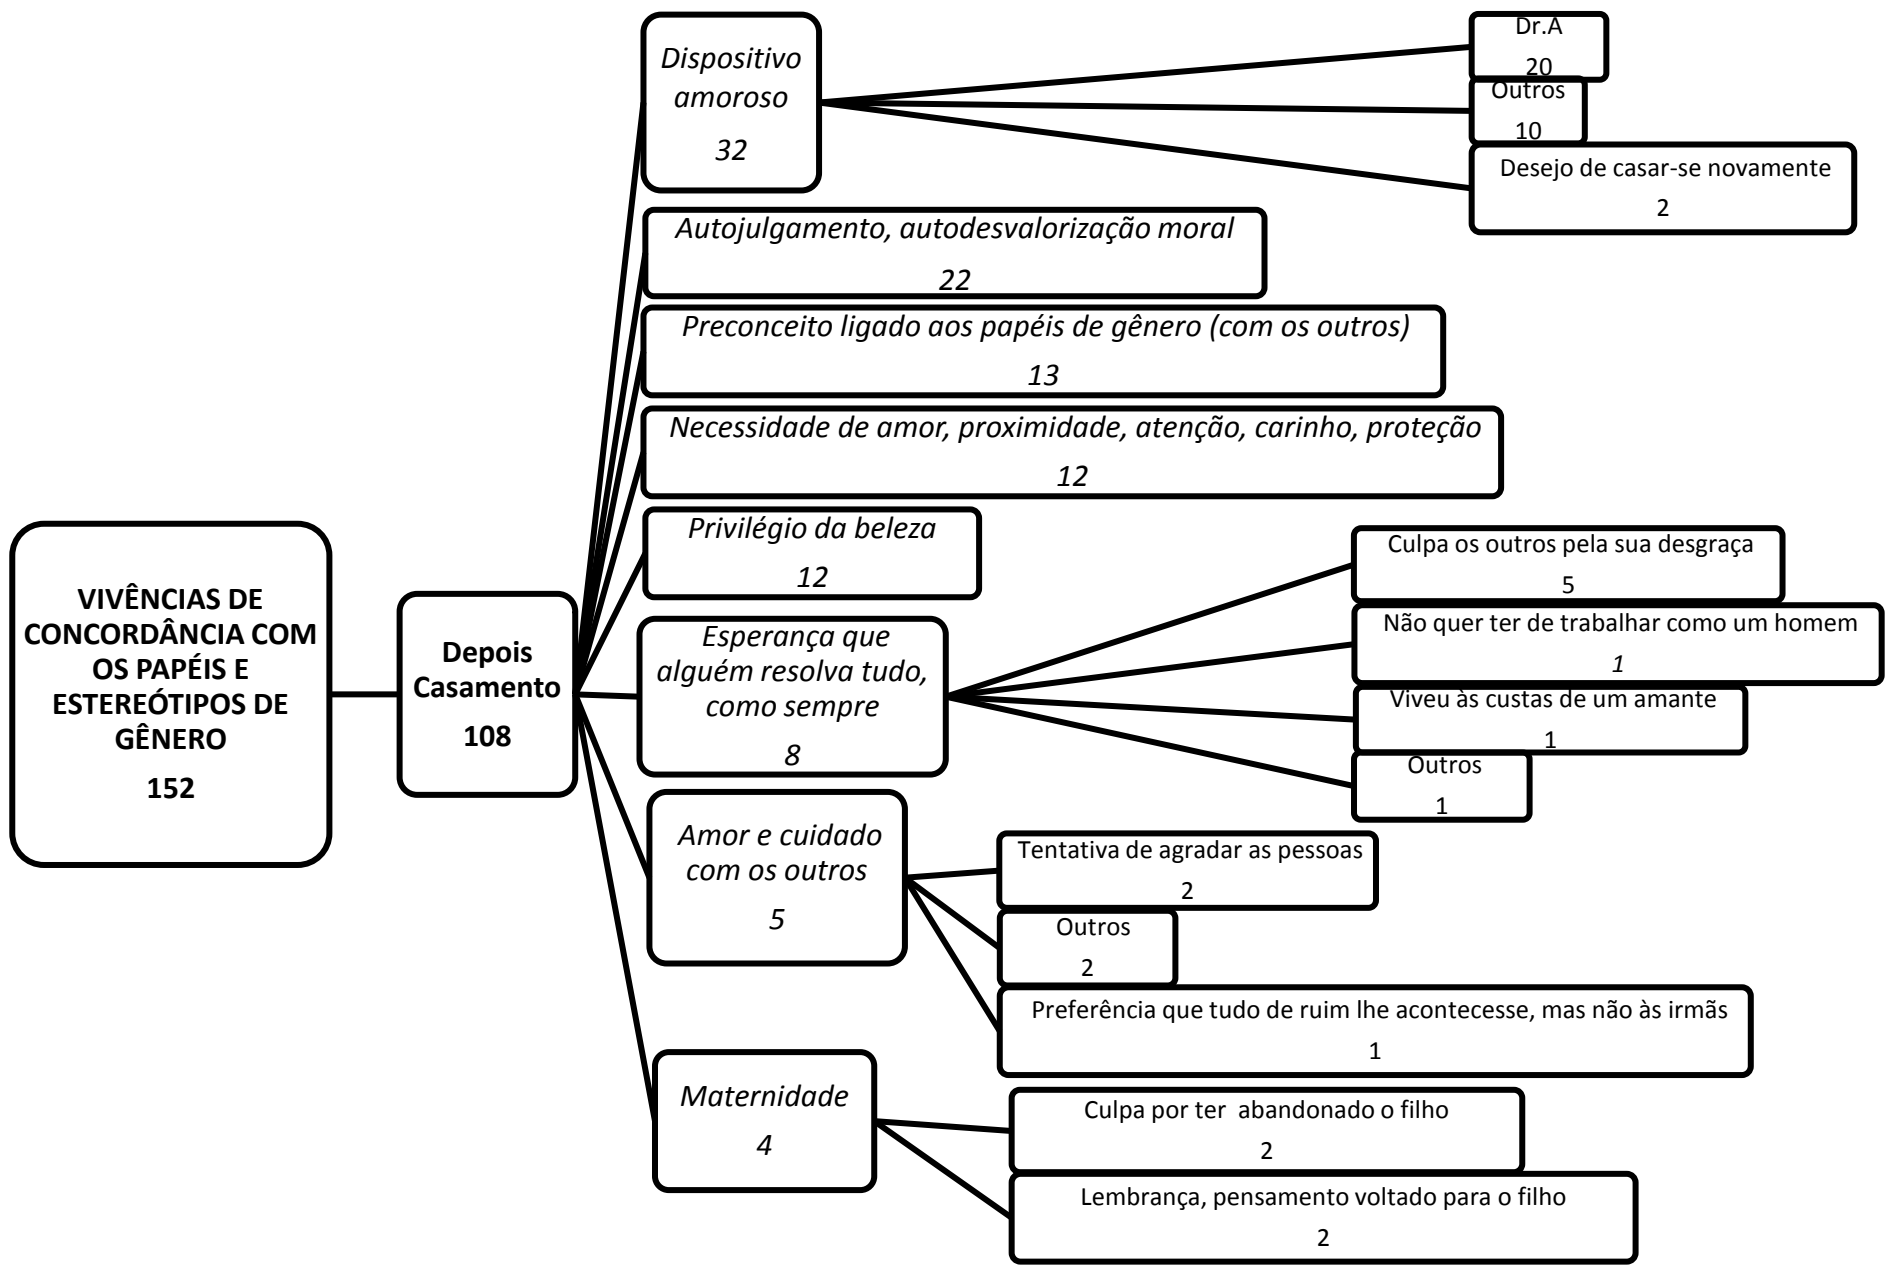 VIVÊNCIAS DE
CONCORDÂNCIA COM
OS PAPÉIS E
ESTEREÓTIPOS DE
GÊNERO
152
Depois
Casamento
108
Dispositivo
amoroso
32
Dr.A
20
Outros
10
Desejo de casar-se novamente
2
Autojulgamento, autodesvalorização moral
22
Preconceito ligado aos papéis de gênero (com os outros)
13
Necessidade de amor, proximidade, atenção, carinho, proteção
12
Privilégio da beleza
12
Esperança que
alguém resolva tudo,
como sempre
8
Culpa os outros pela sua desgraça
5
Não quer ter de trabalhar como um homem
1
Viveu às custas de um amante
1
Outros
1
Amor e cuidado
com os outros
5
Tentativa de agradar as pessoas
2
Outros
2
Preferência que tudo de ruim lhe acontecesse, mas não às irmãs
1
Maternidade
4
Culpa por ter  abandonado o filho
2
Lembrança, pensamento voltado para o filho
2